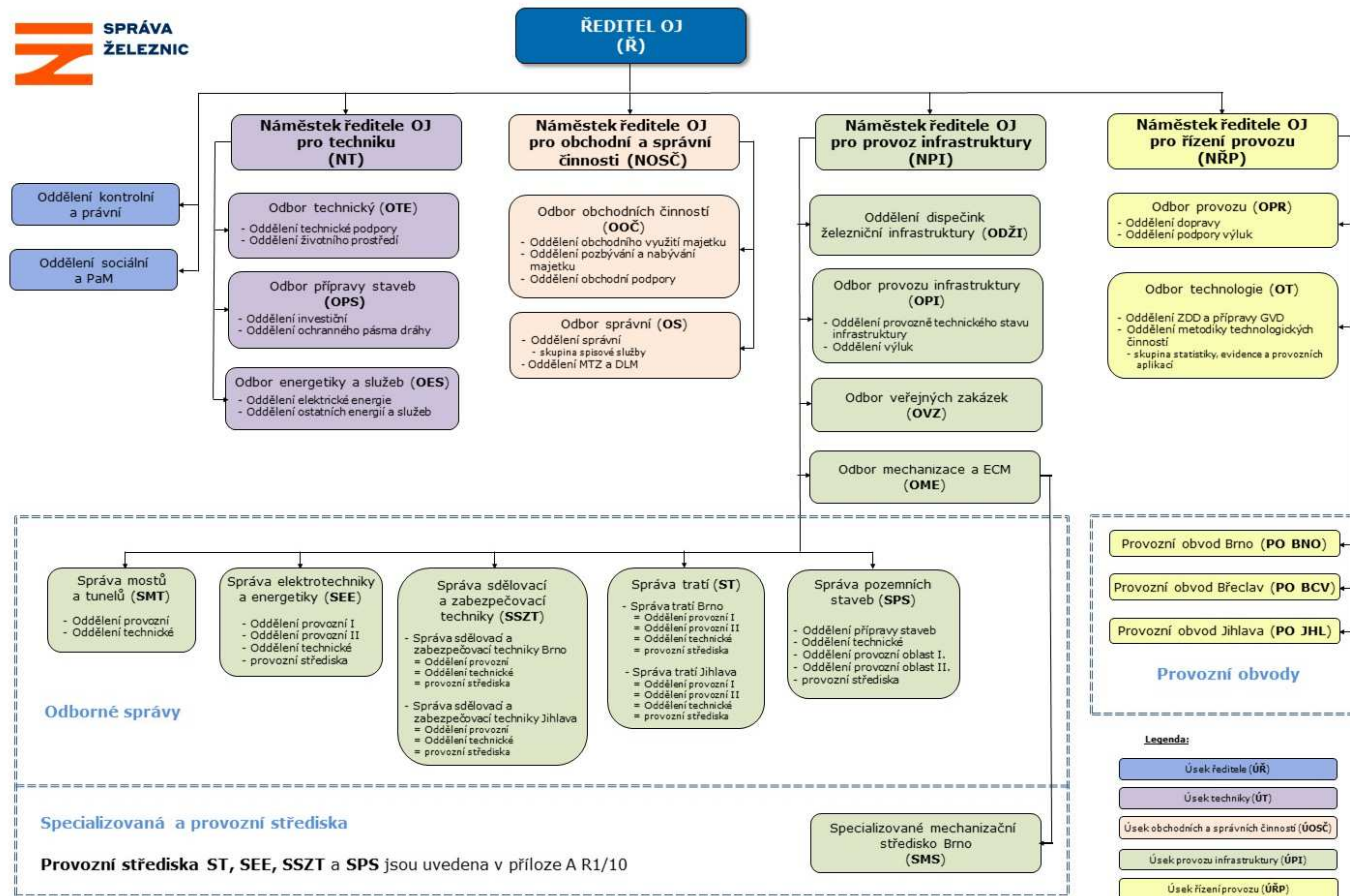 SPRÁVA
ŽELEZNIC
ŘEDITEL OJ
(Ř)
Oddělení kontrolní
a právní
Oddělení sociální
a PaM
Náměstek ředitele OJ
pro techniku
(NT)
Odbor technický (OTE)
- Oddělení technické podpory
- Oddělení životního prostředí
Odbor přípravy staveb
(OPS)
- Oddělení investiční
- Oddělení ochranného pásma dráhy
Odbor energetiky a služeb (OES)
- Oddělení elektrické energie
- Oddělení ostatních energií a služeb
Náměstek ředitele OJ
pro obchodní a správní
činnosti (NOSČ)
Odbor obchodních činností
(OOČ)
- Oddělení obchodního využití majetku
- Oddělení pozbývání a nabývání
majetku
- Oddělení obchodní podpory
Odbor správní (OS)
- Oddělení správní
- skupina spisové služby
- Oddělení MTZ a DLM
Náměstek ředitele OJ
pro provoz infrastruktury
(NPI)
Oddělení dispečink
železniční infrastruktury (ODŽI)
Odbor provozu infrastruktury
(OPI)
- Oddělení provozně technického stavu
infrastruktury
- Oddělení výluk
Odbor veřejných zakázek
(OVZ)
Odbor mechanizace a ECM
(OME)
Náměstek ředitele OJ
pro řízení provozu
(NŘP)
Odbor provozu (OPR)
- Oddělení dopravy
- Oddělení podpory výluk
Odbor technologie (OT)
- Oddělení ZDD a přípravy GVD
- Oddělení metodiky technologických
činností
- skupina statistiky, evidence a provozních
aplikací
Správa mostů
a tunelů (SMT)
- Oddělení provozní
- Oddělení technické
Správa elektrotechniky
a energetiky (SEE)
- Oddělení provozní I
- Oddělení provozní II
- Oddělení technické
- provozní střediska
Správa sdělovací
a zabezpečovací
techniky (SSZT)
- Správa sdělovací a
zabezpečovací techniky Brno
= Oddělení provozní
= Oddělení technické
= provozní střediska
- Správa sdělovací a
zabezpečovací techniky Jihlava
= Oddělení provozní
= Oddělení technické
= provozní střediska
Správa tratí (ST)
- Správa tratí Brno
= Oddělení provozní I
= Oddělení provozní II
= Oddělení technické
= provozní střediska
- Správa tratí Jihlava
= Oddělení provozní I
= Oddělení provozní II
= Oddělení technické
= provozní střediska
Správa pozemních
staveb (SPS)
- Oddělení přípravy staveb
- Oddělení technické
- Oddělení provozní oblast I.
- Oddělení provozní oblast II.
- provozní střediska
Odborné správy
Provozní obvod Brno (PO BNO)
Provozní obvod Břeclav (PO BCV)
Provozní obvod Jihlava (PO JHL)
Provozní obvody
Specializovaná a provozní střediska
Provozní střediska ST, SEE, SSZT a SPS jsou uvedena v příloze A R1/10
Specializované mechanizační
středisko Brno
(SMS)
Legenda:
Úsek ředitele (ÚŘ)
Úsek techniky (ÚT)
Úsek obchodních a správních činností (ÚOSČ)
Úsek provozu infrastruktury (ÚPI)
Úsek řízení provozu (ÚŘP)